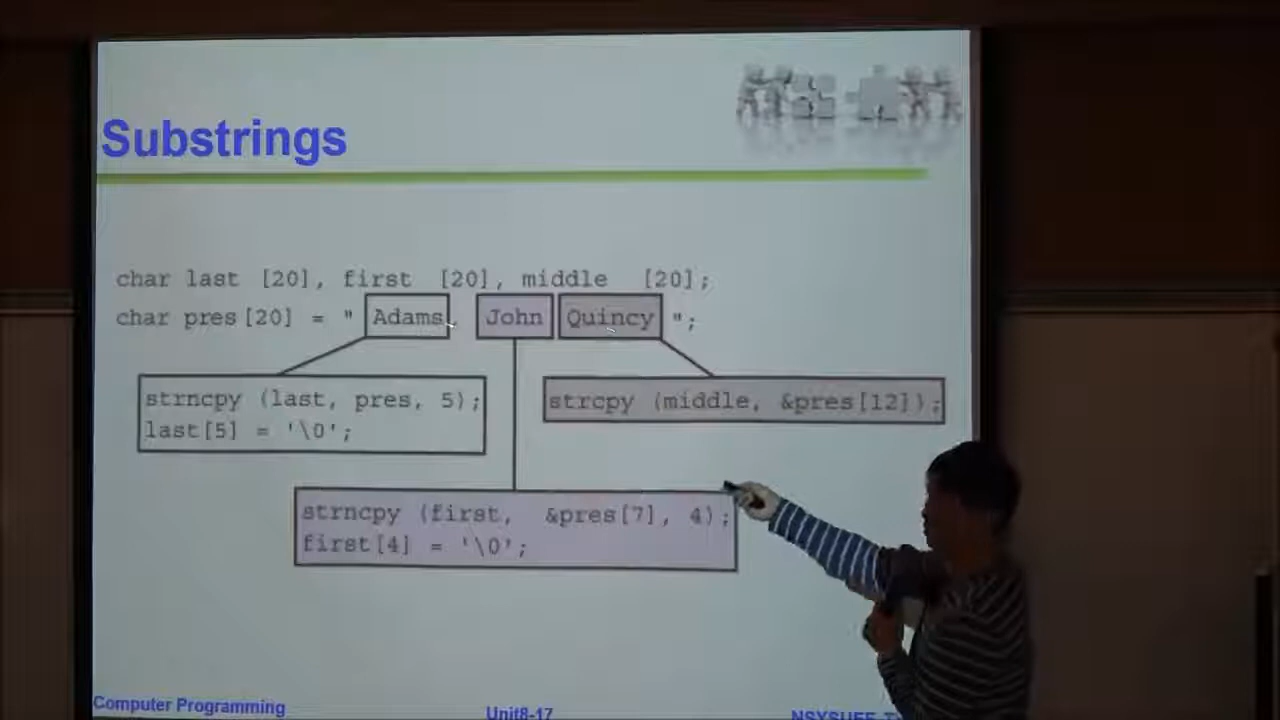 Substrings
char last [20], first [20], middle [20];
char pres[20] = " Adams, John Quincy ";
strncpy (last, pres, 5);
last[5] = '\0';
strcpy (middle, &pres[12]);
strncpy (first, &pres[7], 4);
first[4] = '\0';
Computer Programming
Unit8-17